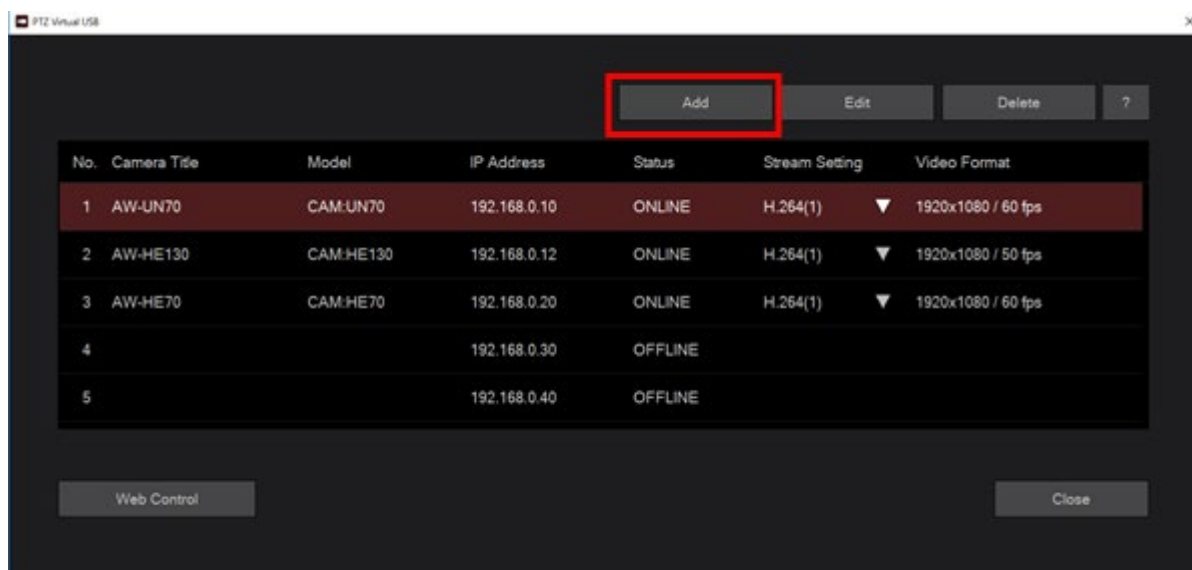 PTZ Virtual USB
Add Edit Delete ?
No. Camera Title Model IP Address Status Stream Setting Video Format
1 AW-UN70 CAM:UN70 192.168.0.10 ONLINE H.264(1) ▼ 1920x1080 / 60 fps
2 AW-HE130 CAM:HE130 192.168.0.12 ONLINE H.264(1) ▼ 1920x1080 / 50 fps
3 AW-HE70 CAM:HE70 192.168.0.20 ONLINE H.264(1) ▼ 1920x1080 / 60 fps
4 192.168.0.30 OFFLINE
5 192.168.0.40 OFFLINE
Web Control Close